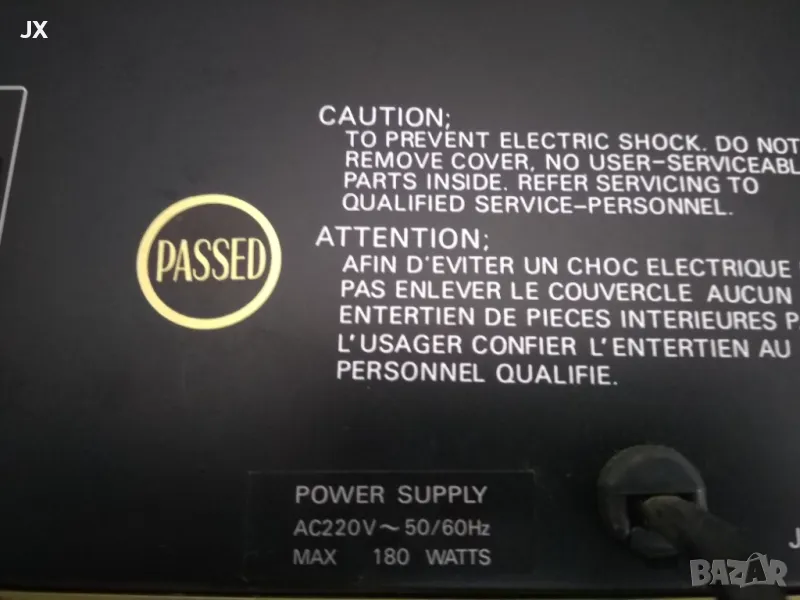 JX
CAUTION;
TO PREVENT ELECTRIC SHOCK. DO NOT
REMOVE COVER, NO USER-SERVICEABL
PARTS INSIDE. REFER SERVICING TO
QUALIFIED SERVICE-PERSONNEL.
PASSED
ATTENTION;
AFIN D'EVITER UN CHOC ELECTRIQUE
PAS ENLEVER LE COUVERCLE AUCUN
ENTERTIEN DE PIECES INTERIEURES P
L'USAGER CONFIER L'ENTERTIEN AU
PERSONNEL QUALIFIE.
POWER SUPPLY
AC220V~50/60Hz
MAX 180 WATTS
BAZAR